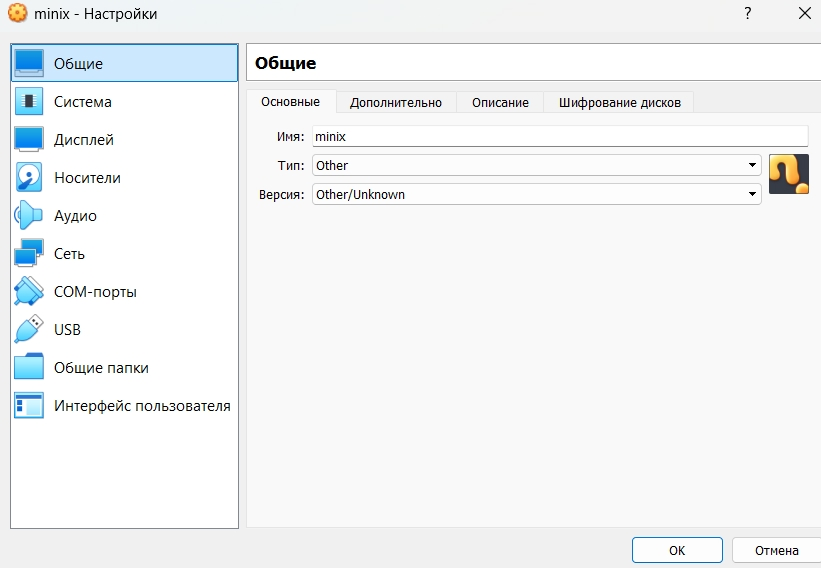 minix - Настройки
?
Общие
Система
Дисплей
Носители
Аудио
Сеть
COM-порты
USB
Общие папки
Интерфейс пользователя
Общие
Основные Дополнительно Описание Шифрование дисков
Имя: minix
Тип: Other
Версия: Other/Unknown
OK Отмена